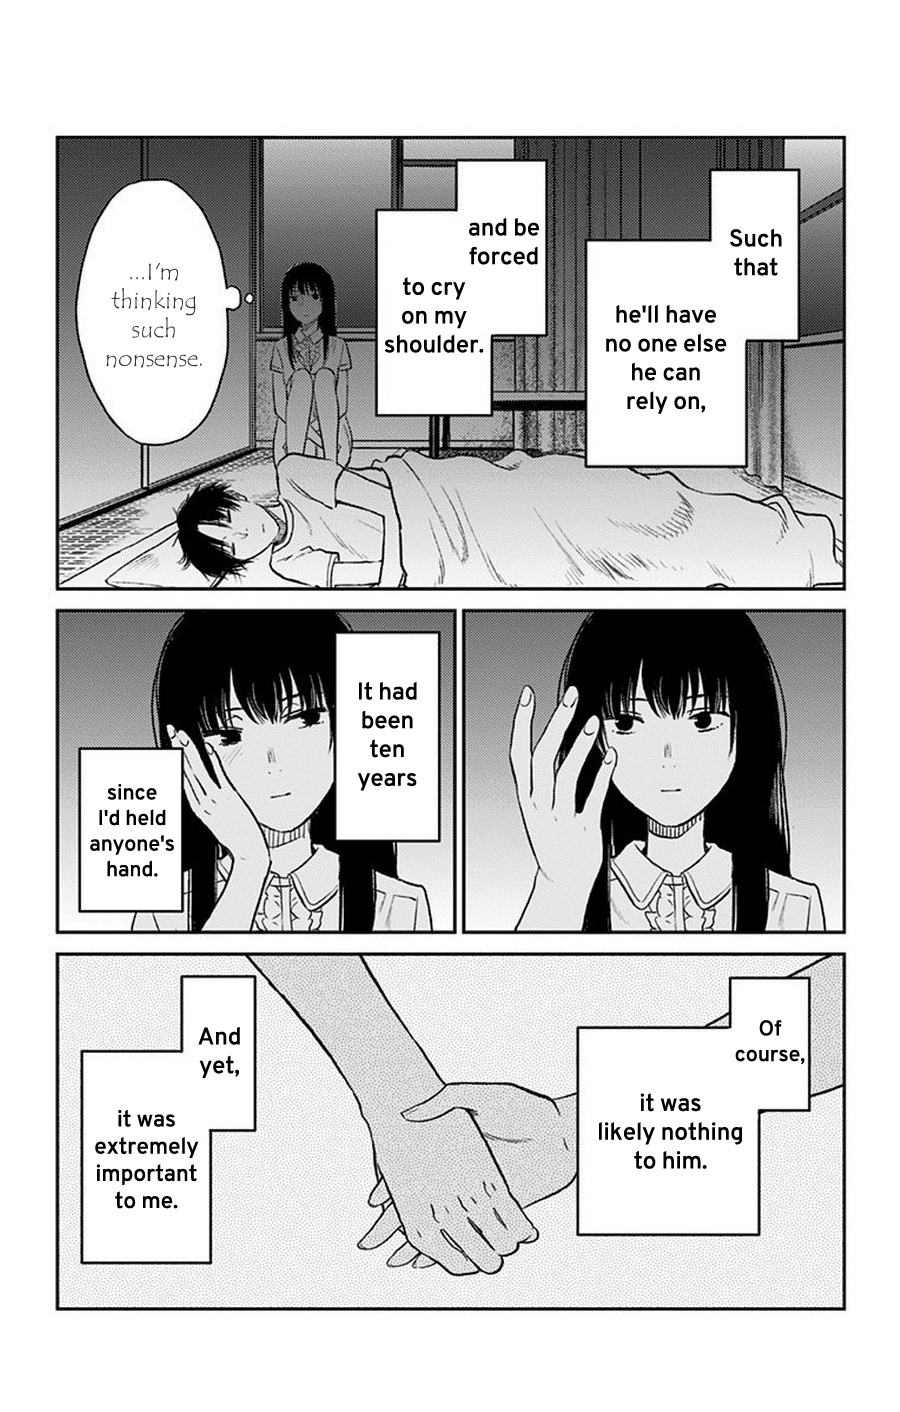 Such
that
he'll have
no one else
he can
rely on,
and be
forced
to cry
on my
shoulder.
...I'm
thinking
such
nonsense.
It had
been
ten
years
since
I'd held
anyone's
hand.
Of
course,
it was
likely nothing
to him.
And
yet,
it was
extremely
important
to me.